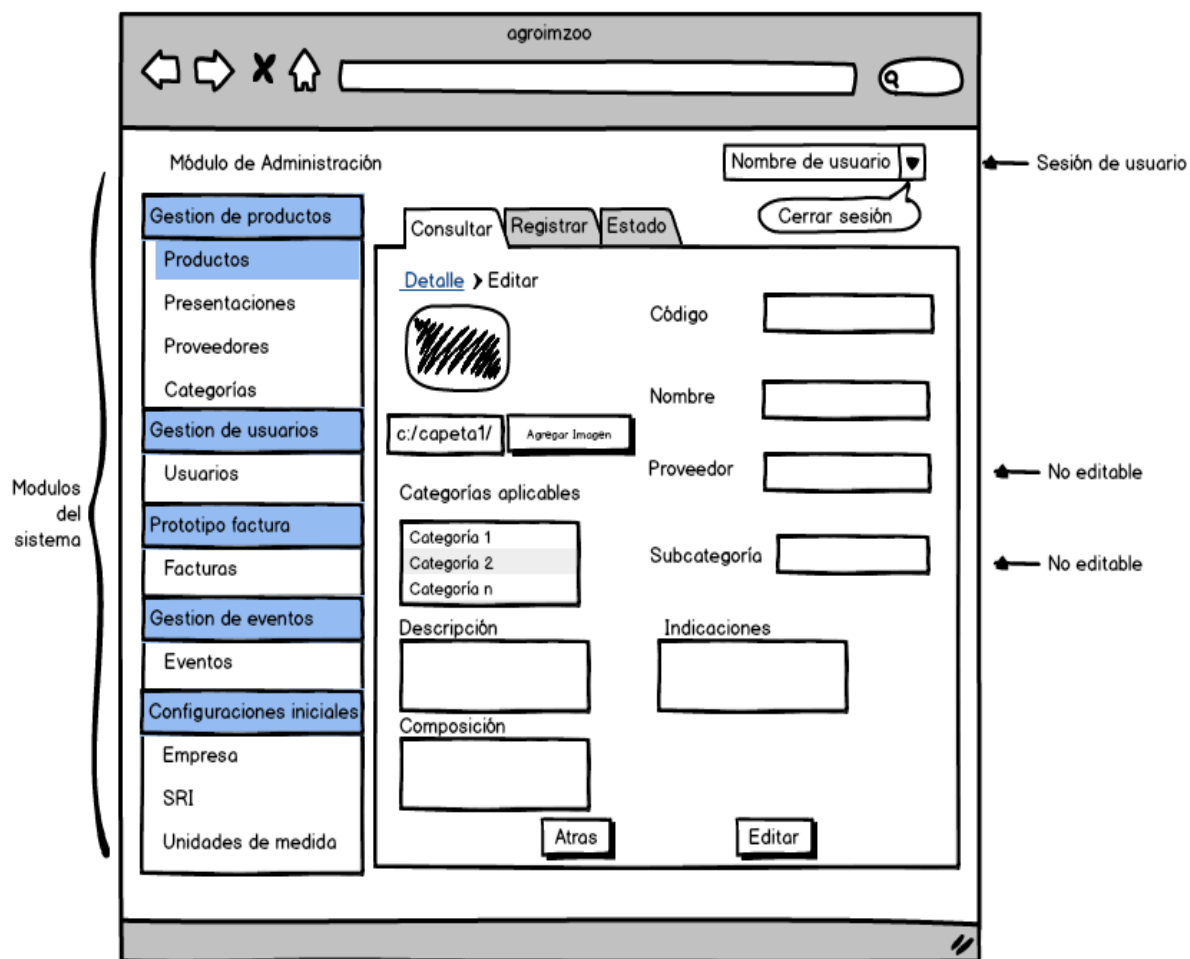 agroimzoo
Módulo de Administración
Nombre de usuario
Sesión de usuario
Cerrar sesión
Modulos
del
sistema
Gestion de productos
Productos
Presentaciones
Proveedores
Categorías
Gestion de usuarios
Usuarios
Prototipo factura
Facturas
Gestion de eventos
Eventos
Configuraciones iniciales
Empresa
SRI
Unidades de medida
Consultar
Registrar
Estado
Detalle > Editar
c:/capeta1/
Agregar Imagen
Categorías aplicables
Categoría 1
Categoría 2
Categoría n
Descripción
Composición
Código
Nombre
Proveedor
No editable
Subcategoría
No editable
Indicaciones
Atras
Editar